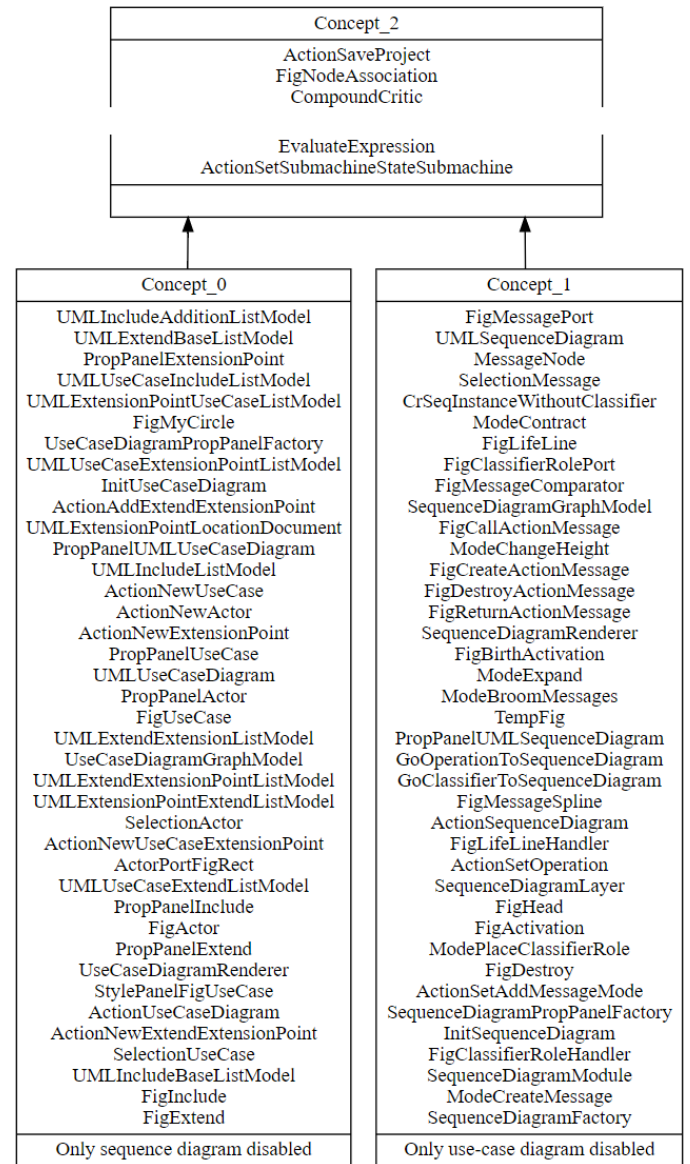 Concept_2
ActionSaveProject
FigNodeAssociation
CompoundCritic
EvaluateExpression
ActionSetSubmachineStateSubmachine
Concept_0
UMLIncludeAdditionListModel
UMLExtendBaseListModel
PropPanelExtensionPoint
UMLUseCaseIncludeListModel
UMLExtensionPointUseCaseListModel
FigMyCircle
UseCaseDiagramPropPanelFactory
UMLUseCaseExtensionPointListModel
InitUseCaseDiagram
ActionAddExtendExtensionPoint
UMLExtensionPointLocationDocument
PropPanelUMLUseCaseDiagram
UMLIncludeListModel
ActionNewUseCase
ActionNewActor
ActionNewExtensionPoint
PropPanelUseCase
UMLUseCaseDiagram
PropPanelActor
FigUseCase
UMLExtendExtensionListModel
UseCaseDiagramGraphModel
UMLExtendExtensionPointListModel
UMLExtensionPointExtendListModel
SelectionActor
ActionNewUseCaseExtensionPoint
ActorPortFigRect
UMLUseCaseExtendListModel
PropPanelInclude
FigActor
PropPanelExtend
UseCaseDiagramRenderer
StylePanelFigUseCase
ActionUseCaseDiagram
ActionNewExtendExtensionPoint
SelectionUseCase
UMLIncludeBaseListModel
FigInclude
FigExtend
Only sequence diagram disabled
Concept_1
FigMessagePort
UMLSequenceDiagram
MessageNode
SelectionMessage
CrSeqInstanceWithoutClassifier
ModeContract
FigLifeLine
FigClassifierRolePort
FigMessageComparator
SequenceDiagramGraphModel
FigCallActionMessage
ModeChangeHeight
FigCreateActionMessage
FigDestroyActionMessage
FigReturnActionMessage
SequenceDiagramRenderer
FigBirthActivation
ModeExpand
ModeBroomMessages
TempFig
PropPanelUMLSequenceDiagram
GoOperationToSequenceDiagram
GoClassifierToSequenceDiagram
FigMessageSpline
ActionSequenceDiagram
FigLifeLineHandler
ActionSetOperation
SequenceDiagramLayer
FigHead
FigActivation
ModePlaceClassifierRole
FigDestroy
ActionSetAddMessageMode
SequenceDiagramPropPanelFactory
InitSequenceDiagram
FigClassifierRoleHandler
SequenceDiagramModule
ModeCreateMessage
SequenceDiagramFactory
Only use-case diagram disabled